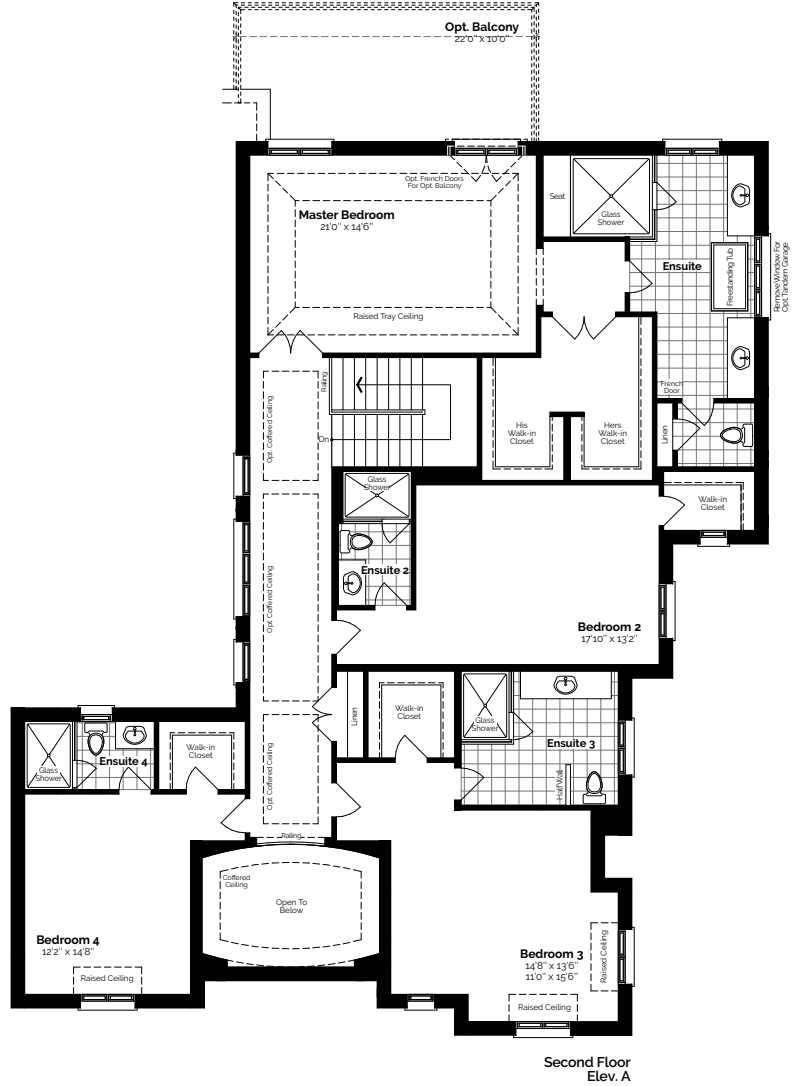 Opt. Balcony
22'0" x 10'0"
Opt. French Doors
For Opt. Balcony
Master Bedroom
21'0" x 14'6"
Raised Tray Ceiling
Seat
Glass
Shower
Ensuite
Freestanding Tub
Remove Window For
Opt. Tandem Garage
French
Door
Linen
His
Walk-in
Closet
Hers
Walk-in
Closet
Railing
Dn
Opt. Coffered Ceiling
Glass
Shower
Ensuite 2
Walk-in
Closet
Opt. Coffered Ceiling
Bedroom 2
17'10" x 13'2"
Linen
Walk-in
Closet
Glass
Shower
Ensuite 3
Half Wall
Glass
Shower
Ensuite 4
Walk-in
Closet
Opt. Coffered Ceiling
Railing
Coffered
Ceiling
Open To
Below
Bedroom 4
12'2" x 14'8"
Raised Ceiling
Bedroom 3
14'8" x 13'6"
11'0" x 15'6"
Raised Ceiling
Raised Ceiling
Second Floor
Elev. A